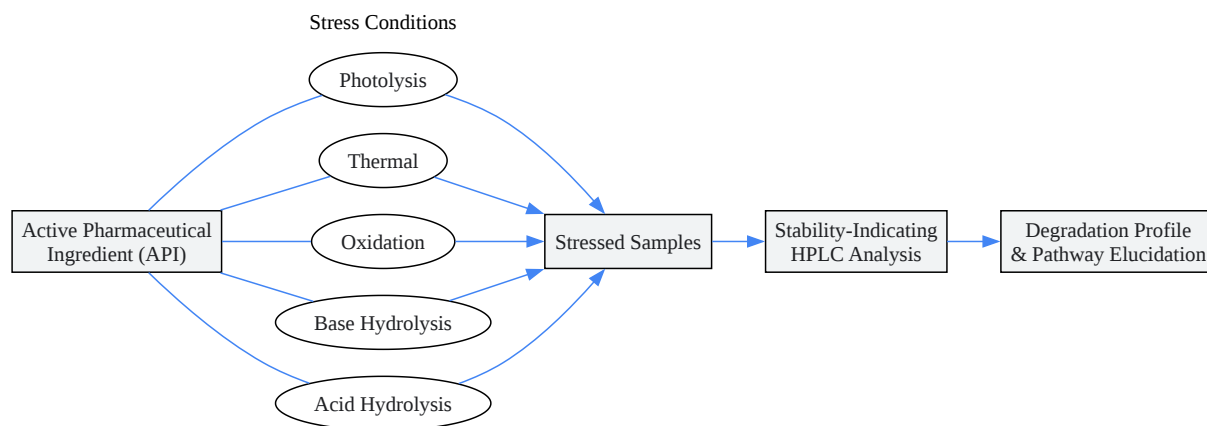 Stress Conditions
Photolysis
Thermal
Active Pharmaceutical
Ingredient (API)
Oxidation
Stressed Samples
Stability-Indicating
HPLC Analysis
Degradation Profile
& Pathway Elucidation
Base Hydrolysis
Acid Hydrolysis